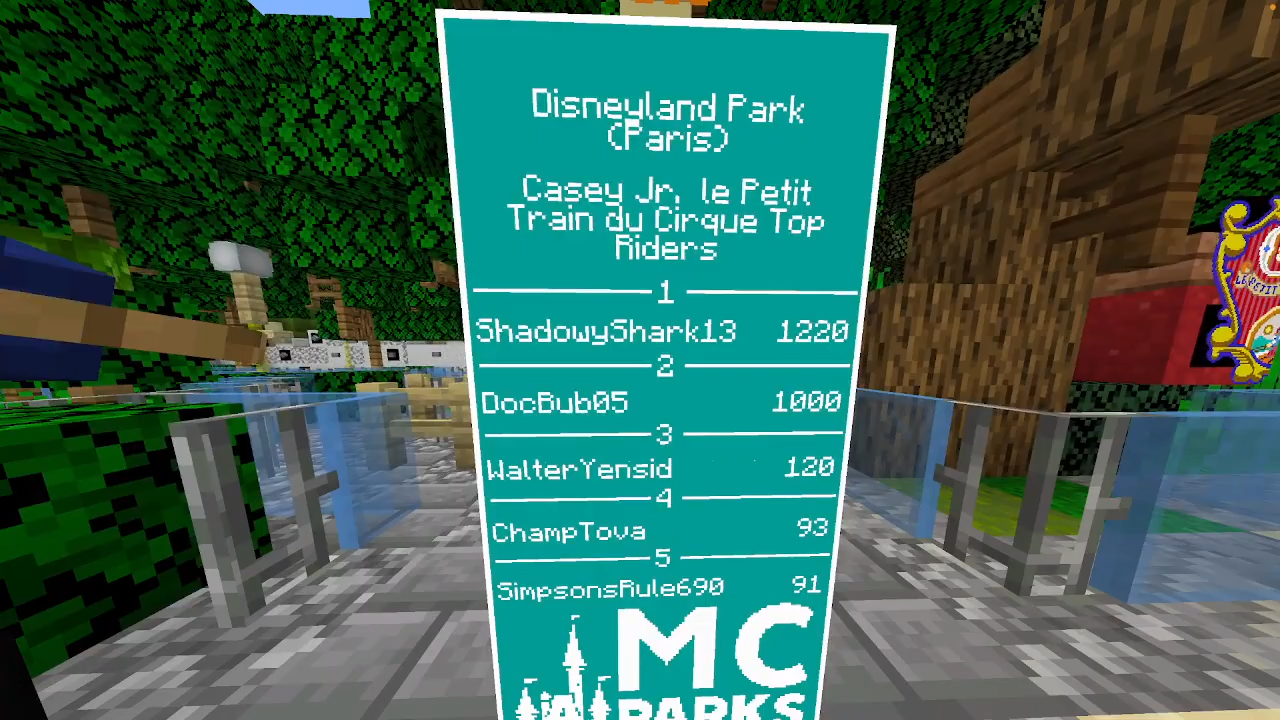 Disneyland Park
(Paris)
Casey Jr. le Petit
Train du Cirque Top
Riders
1
ShadowyShark13 1220
2
DocBub05 1000
3
WalterYensid 120
4
ChampTova 93
5
SimpsonsRule690 91
MC
PARKS